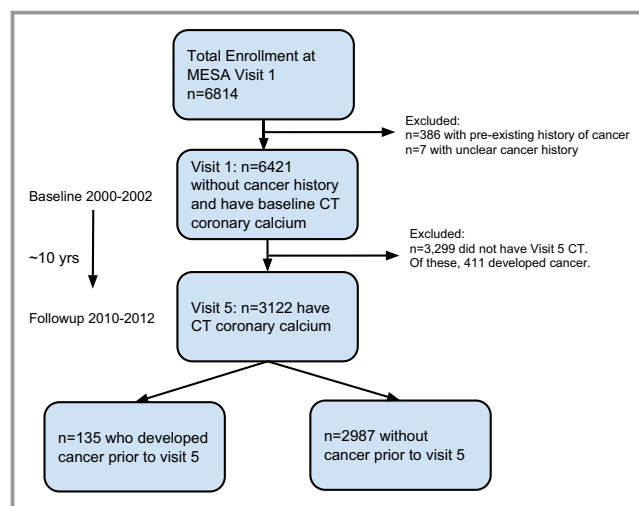 Total Enrollment at
MESA Visit 1
n=6814
Excluded:
n=386 with pre-existing history of cancer
n=7 with unclear cancer history
Visit 1: n=6421
without cancer history
and have baseline CT
coronary calcium
Baseline 2000-2002
~10 yrs
Excluded:
n=3,299 did not have Visit 5 CT.
Of these, 411 developed cancer.
Followup 2010-2012
Visit 5: n=3122 have
CT coronary calcium
n=135 who developed
cancer prior to visit 5
n=2987 without
cancer prior to visit 5